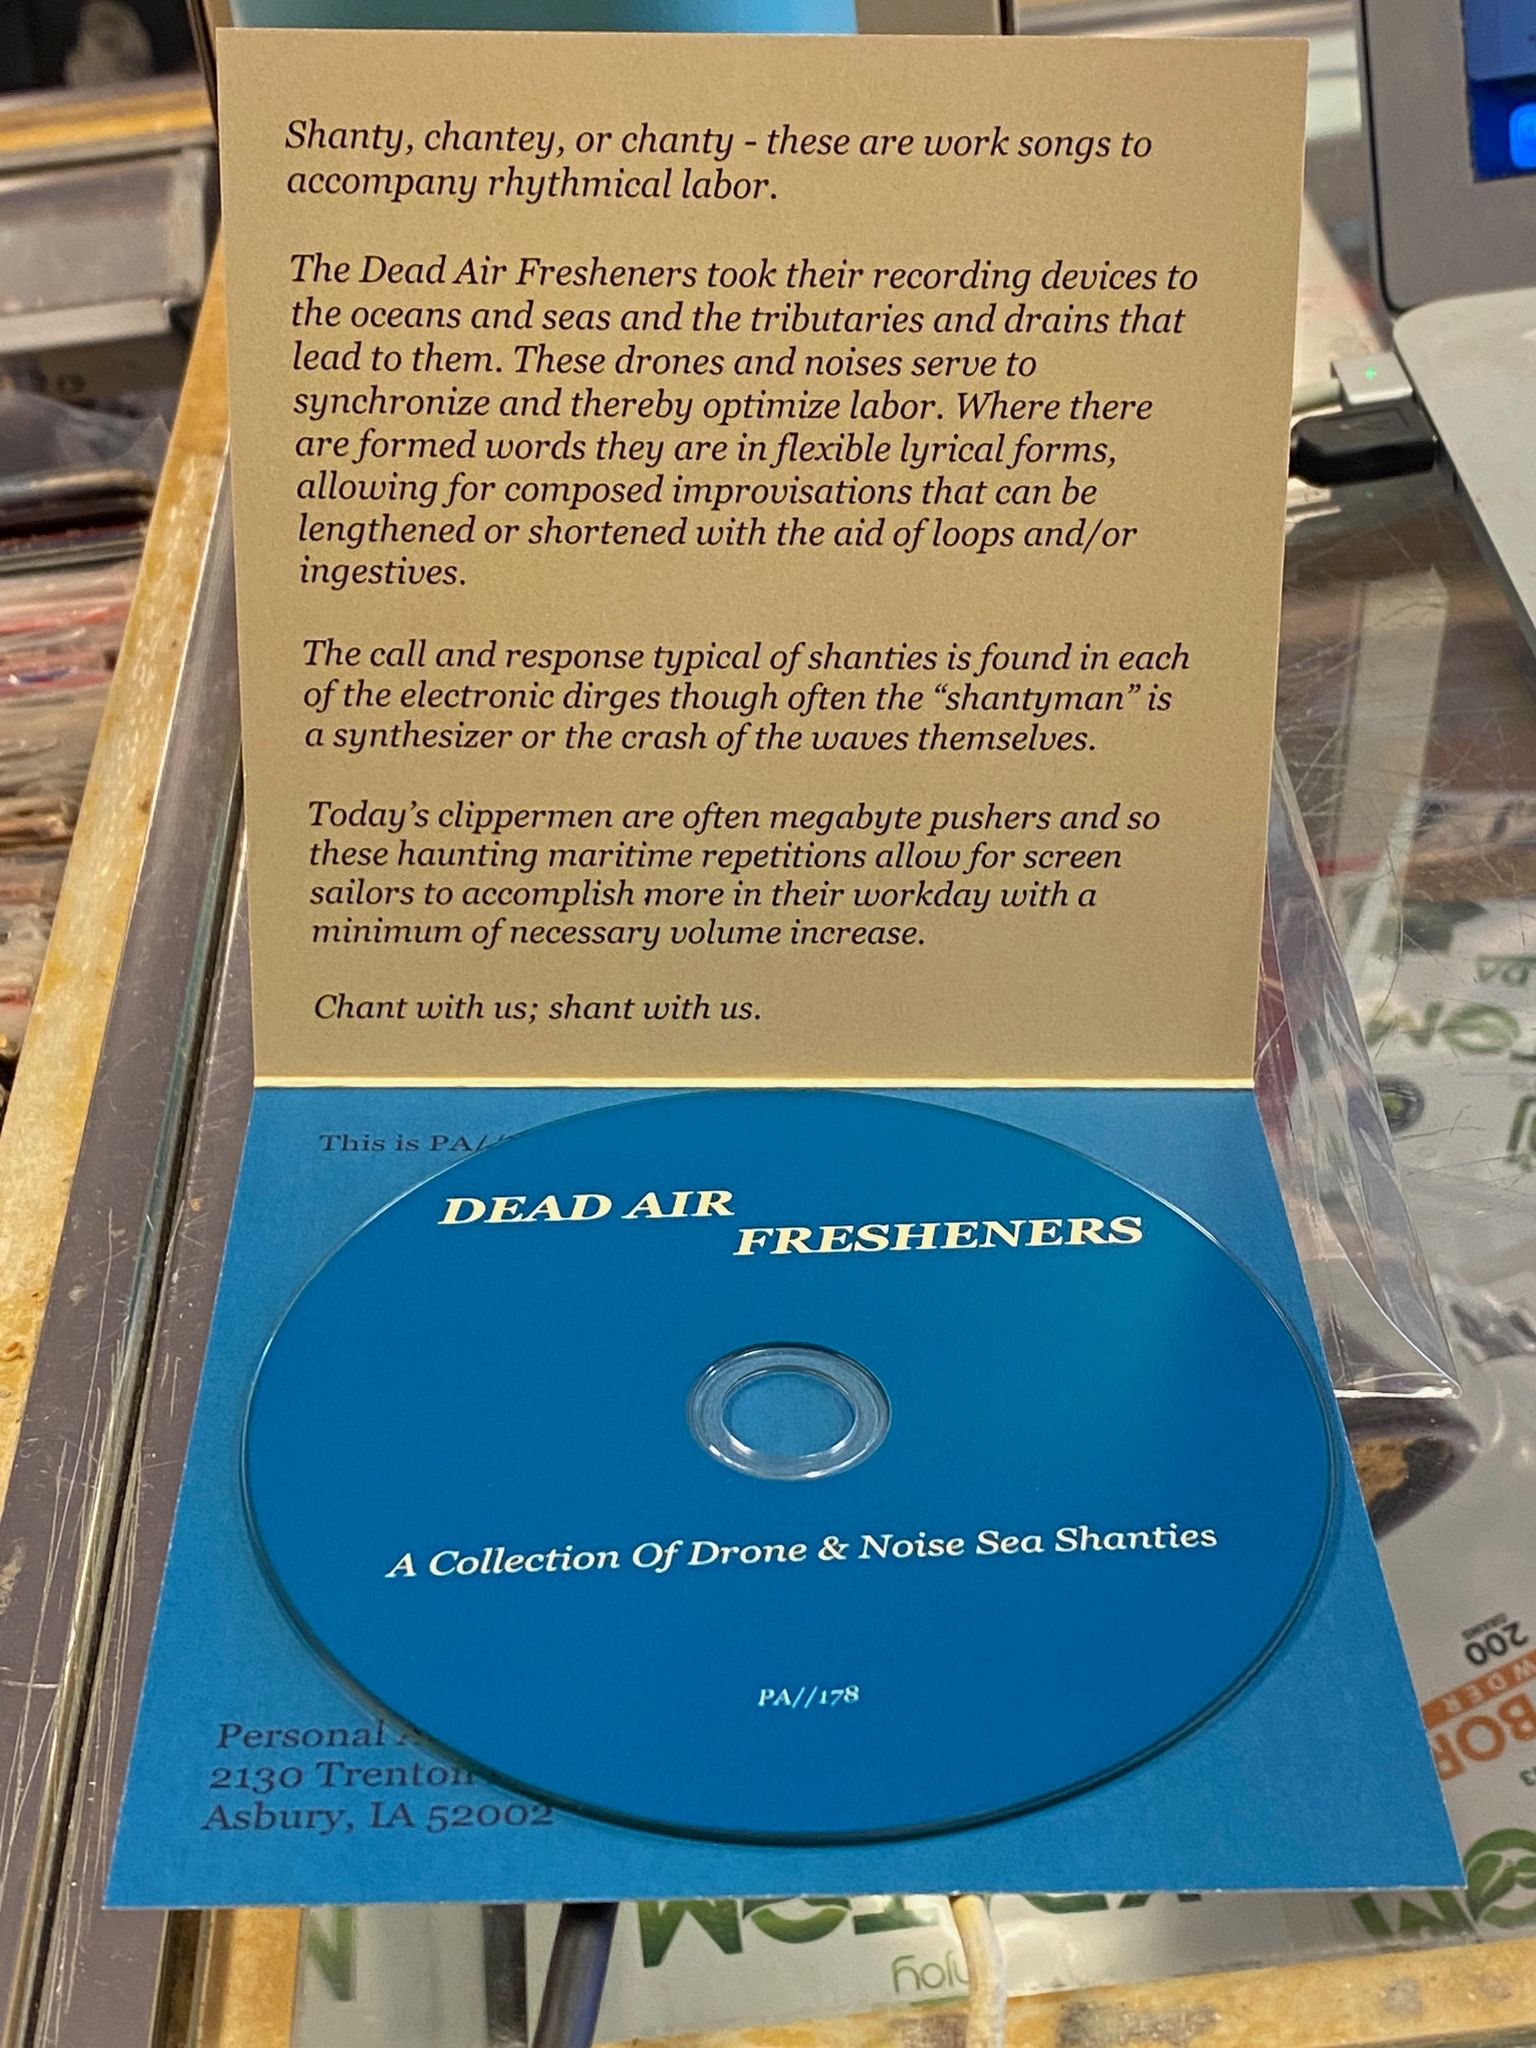 Shanty, chantey, or chanty - these are work songs to
accompany rhythmical labor.
The Dead Air Fresheners took their recording devices to
the oceans and seas and the tributaries and drains that
lead to them. These drones and noises serve to
synchronize and thereby optimize labor. Where there
are formed words they are in flexible lyrical forms,
allowing for composed improvisations that can be
lengthened or shortened with the aid of loops and/or
ingestives.
The call and response typical of shanties is found in each
of the electronic dirges though often the “shantyman” is
a synthesizer or the crash of the waves themselves.
Today’s clippermen are often megabyte pushers and so
these haunting maritime repetitions allow for screen
sailors to accomplish more in their workday with a
minimum of necessary volume increase.
Chant with us; shant with us.
This is PA//
DEAD AIR
FRESHENERS
A Collection Of Drone & Noise Sea Shanties
PA//178
Personal
2130 Trenton
Asbury, IA 52002
200